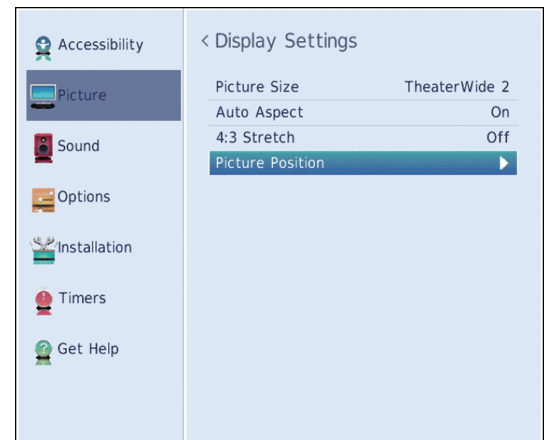 Accessibility
Picture
Sound
Options
Installation
Timers
Get Help
< Display Settings
Picture Size TheaterWide 2
Auto Aspect On
4:3 Stretch Off
Picture Position